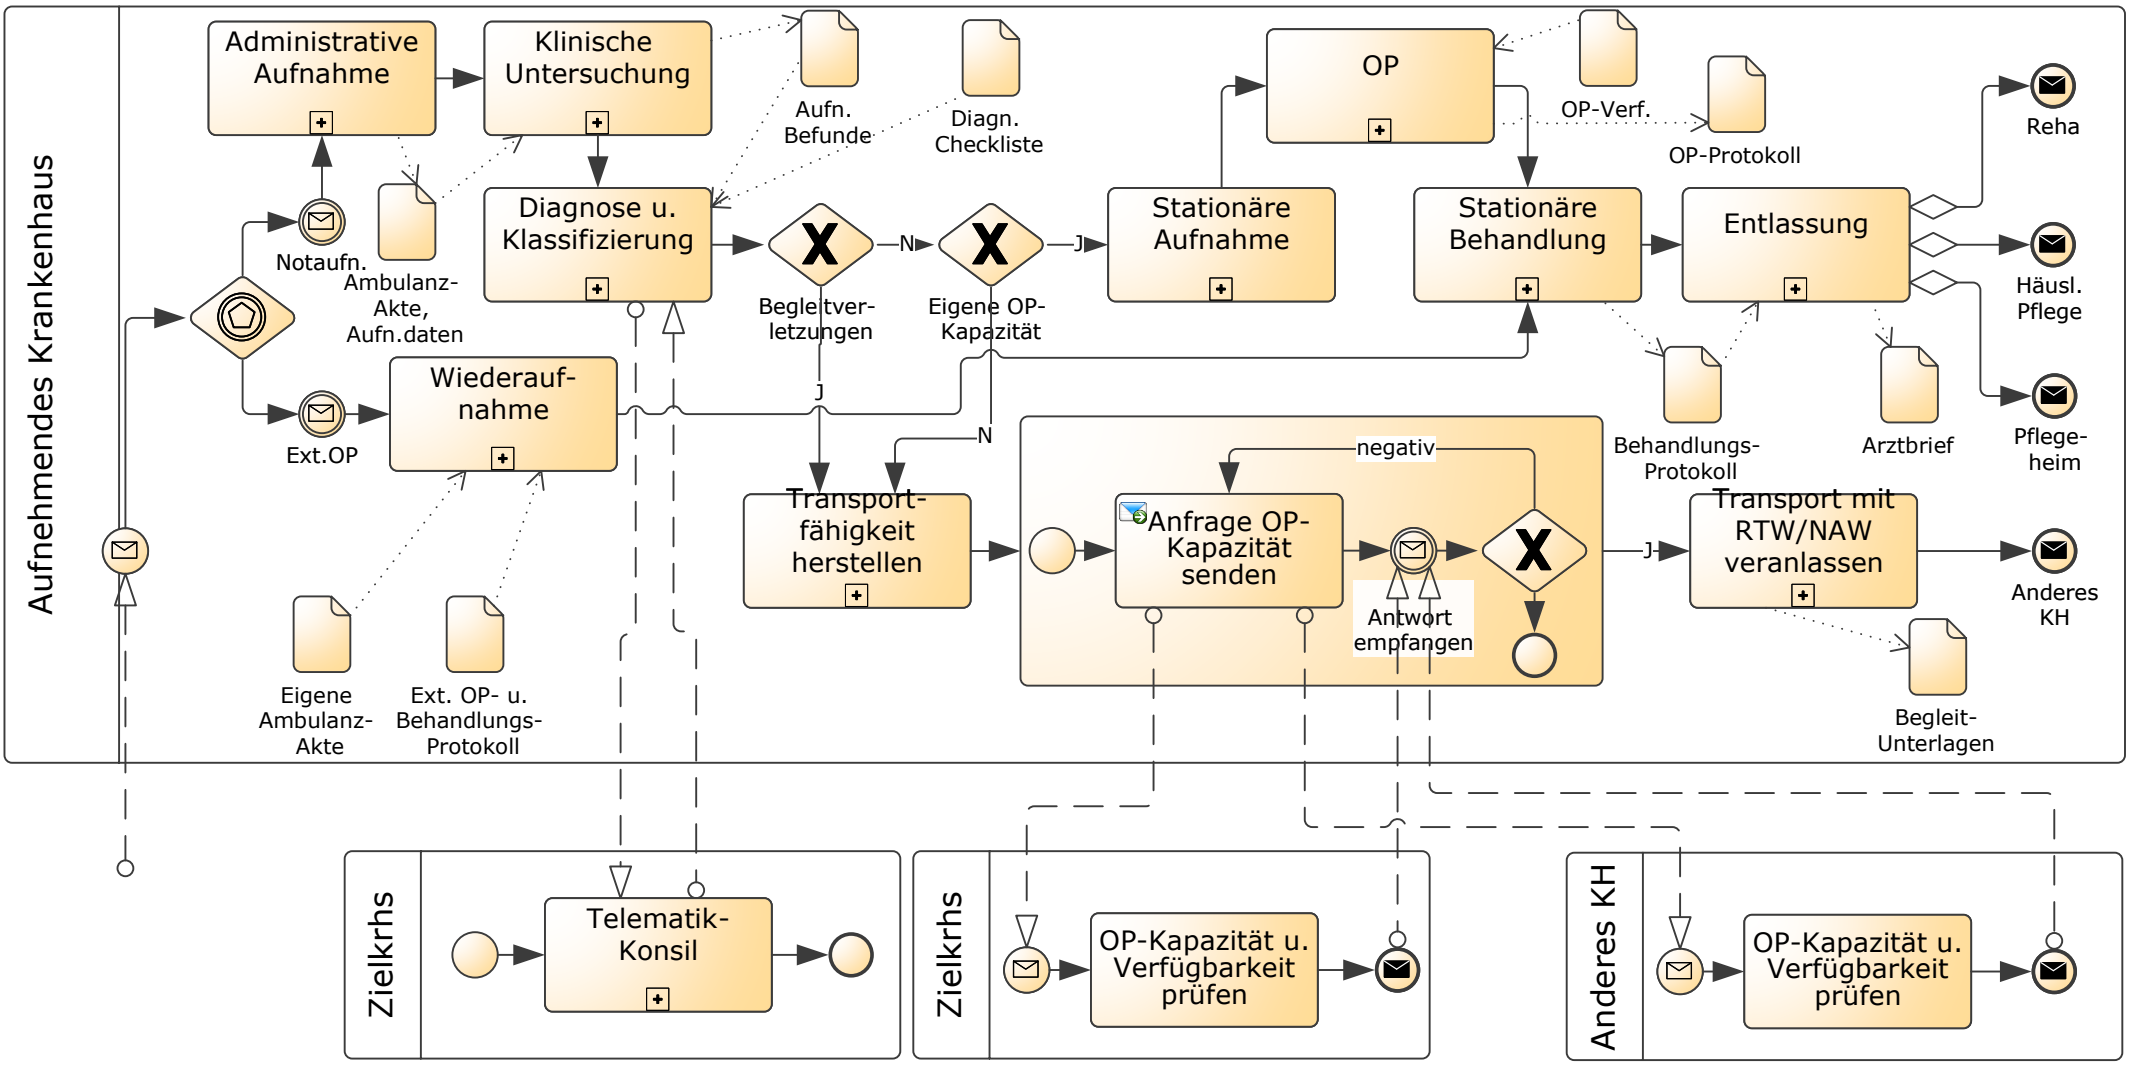 Aufnehmendes Krankenhaus
Administrative
Aufnahme
Klinische
Untersuchung
Aufn.
Befunde
Diagn.
Checkliste
OP
OP-Verf.
OP-Protokoll
Reha
Notaufn.
Ambulanz-
Akte,
Aufn.daten
Diagnose u.
Klassifizierung
Begleitver-
letzungen
N
Eigene OP-
Kapazität
J
Stationäre
Aufnahme
Stationäre
Behandlung
Entlassung
Häusl.
Pflege
Ext.OP
Wiederauf-
nahme
J
N
Behandlungs-
Protokoll
Arztbrief
Pflege-
heim
Transport-
fähigkeit
herstellen
negativ
Anfrage OP-
Kapazität
senden
Antwort
empfangen
J
Transport mit
RTW/NAW
veranlassen
Anderes
KH
Eigene
Ambulanz-
Akte
Ext. OP- u.
Behandlungs-
Protokoll
Begleit-
Unterlagen
Zielkrhs
Telematik-
Konsil
Zielkrhs
OP-Kapazität u.
Verfügbarkeit
prüfen
Anderes KH
OP-Kapazität u.
Verfügbarkeit
prüfen